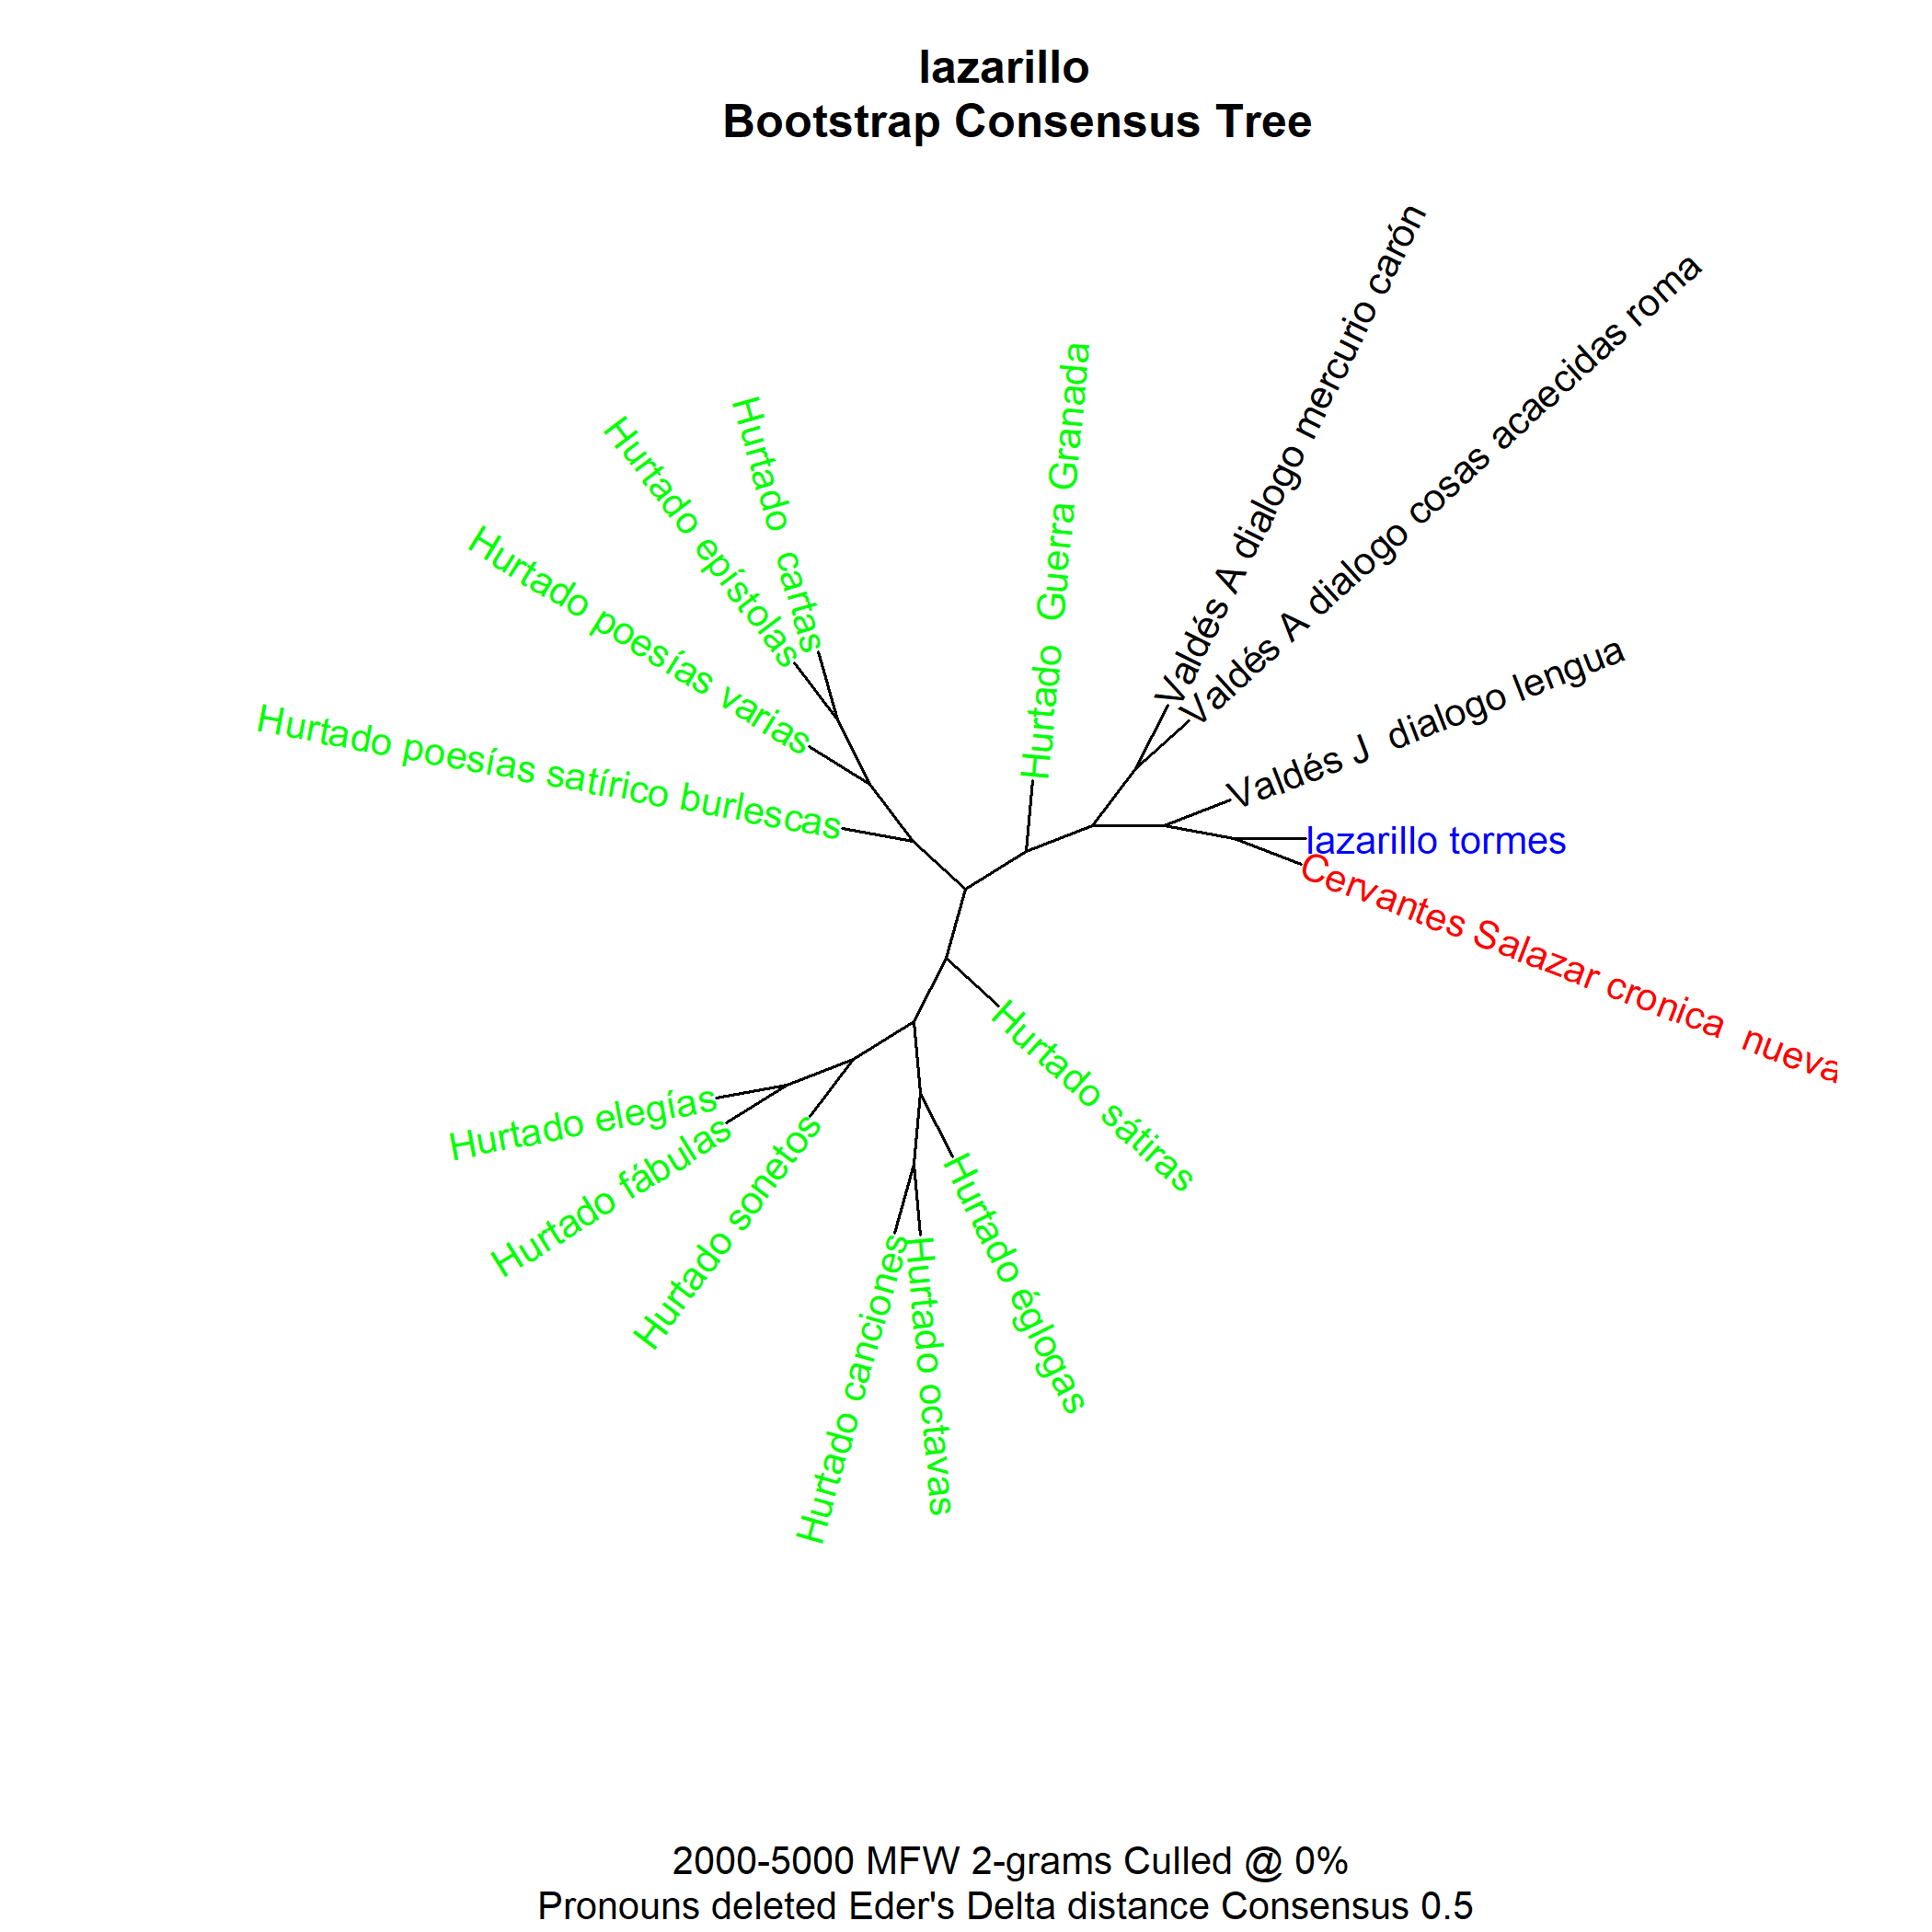 lazarillo
Bootstrap Consensus Tree
Valdés A dialogo mercurio carón
Valdés A dialogo cosas acaecidas roma
Hurtado Guerra Granada
Hurtado cartas
Hurtado epístolas
Hurtado poesías varias
Hurtado poesías satírico burlescas
Valdés J dialogo lengua
lazarillo tormes
Cervantes Salazar cronica nueva
Hurtado sátiras
Hurtado elegías
Hurtado fábulas
Hurtado sonetos
Hurtado églogas
Hurtado canciones
Hurtado octavas
2000-5000 MFW 2-grams Culled @ 0%
Pronouns deleted Eder's Delta distance Consensus 0.5